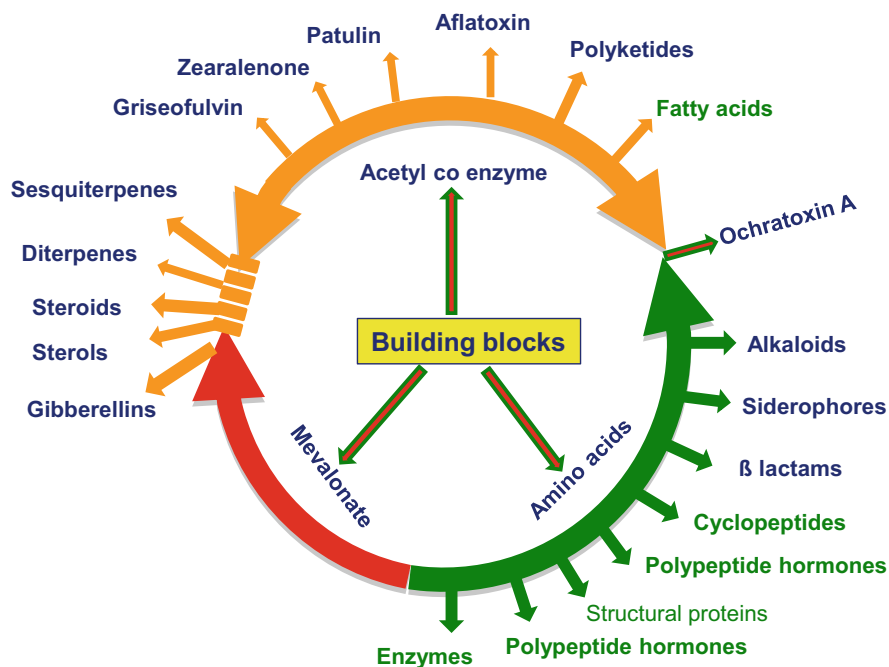 Aflatoxin
Patulin
Polyketides
Zearalenone
Griseofulvin
Fatty acids
Acetyl co enzyme
Sesquiterpenes
Ochratoxin A
Diterpenes
Steroids
Sterols
Gibberellins
Building blocks
Alkaloids
Siderophores
Mevalonate
Amino acids
ß lactams
Cyclopeptides
Polypeptide hormones
Structural proteins
Polypeptide hormones
Enzymes